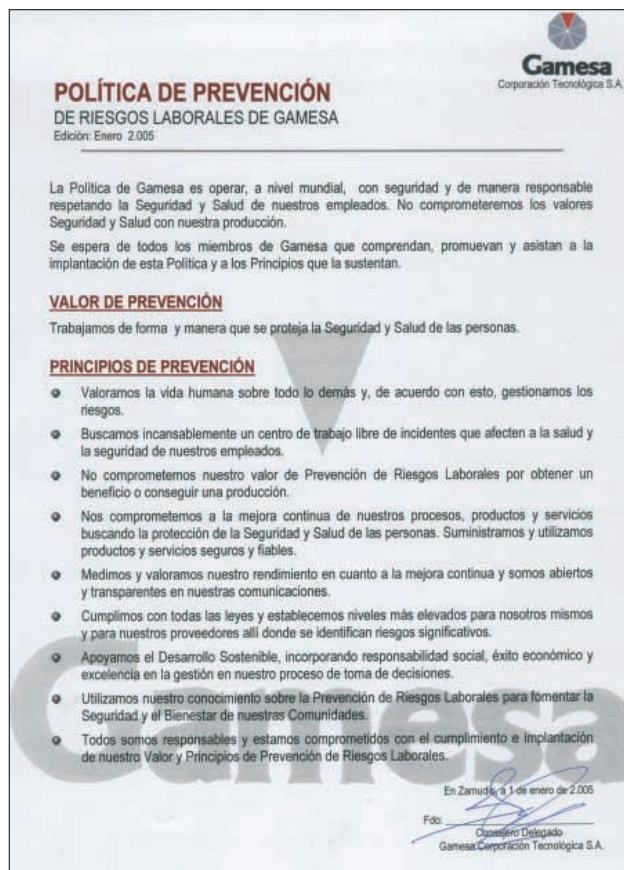 Gamesa
Corporación Tecnológica S.A.
POLÍTICA DE PREVENCIÓN
DE RIESGOS LABORALES DE GAMESA
Edición: Enero 2.005
La Política de Gamesa es operar, a nivel mundial, con seguridad y de manera responsable
respetando la Seguridad y Salud de nuestros empleados. No comprometeremos los valores
Seguridad y Salud con nuestra producción.
Se espera de todos los miembros de Gamesa que comprendan, promuevan y asistan a la
implantación de esta Política y a los Principios que la sustentan.
VALOR DE PREVENCIÓN
Trabajamos de forma y manera que se proteja la Seguridad y Salud de las personas.
PRINCIPIOS DE PREVENCIÓN
Valoramos la vida humana sobre todo lo demás y, de acuerdo con esto, gestionamos los
riesgos.
Buscamos incansablemente un centro de trabajo libre de incidentes que afecten a la salud y
la seguridad de nuestros empleados.
No comprometemos nuestro valor de Prevención de Riesgos Laborales por obtener un
beneficio o conseguir una producción.
Nos comprometemos a la mejora continua de nuestros procesos, productos y servicios
buscando la protección de la Seguridad y Salud de las personas. Suministramos y utilizamos
productos y servicios seguros y fiables.
Medimos y valoramos nuestro rendimiento en cuanto a la mejora continua y somos abiertos
y transparentes en nuestras comunicaciones.
Cumplimos con todas las leyes y establecemos niveles más elevados para nosotros mismos
y para nuestros proveedores allí donde se identifican riesgos significativos.
Apoyamos el Desarrollo Sostenible, incorporando responsabilidad social, éxito económico y
excelencia en la gestión en nuestro proceso de toma de decisiones.
Utilizamos nuestro conocimiento sobre la Prevención de Riesgos Laborales para fomentar la
Seguridad y el Bienestar de nuestras Comunidades.
Todos somos responsables y estamos comprometidos con el cumplimiento e implantación
de nuestro Valor y Principios de Prevención de Riesgos Laborales.
Gamesa
En Zamudio, a 1 de enero de 2.005
Fdo:
Consejero Delegado
Gamesa Corporación Tecnológica S.A.